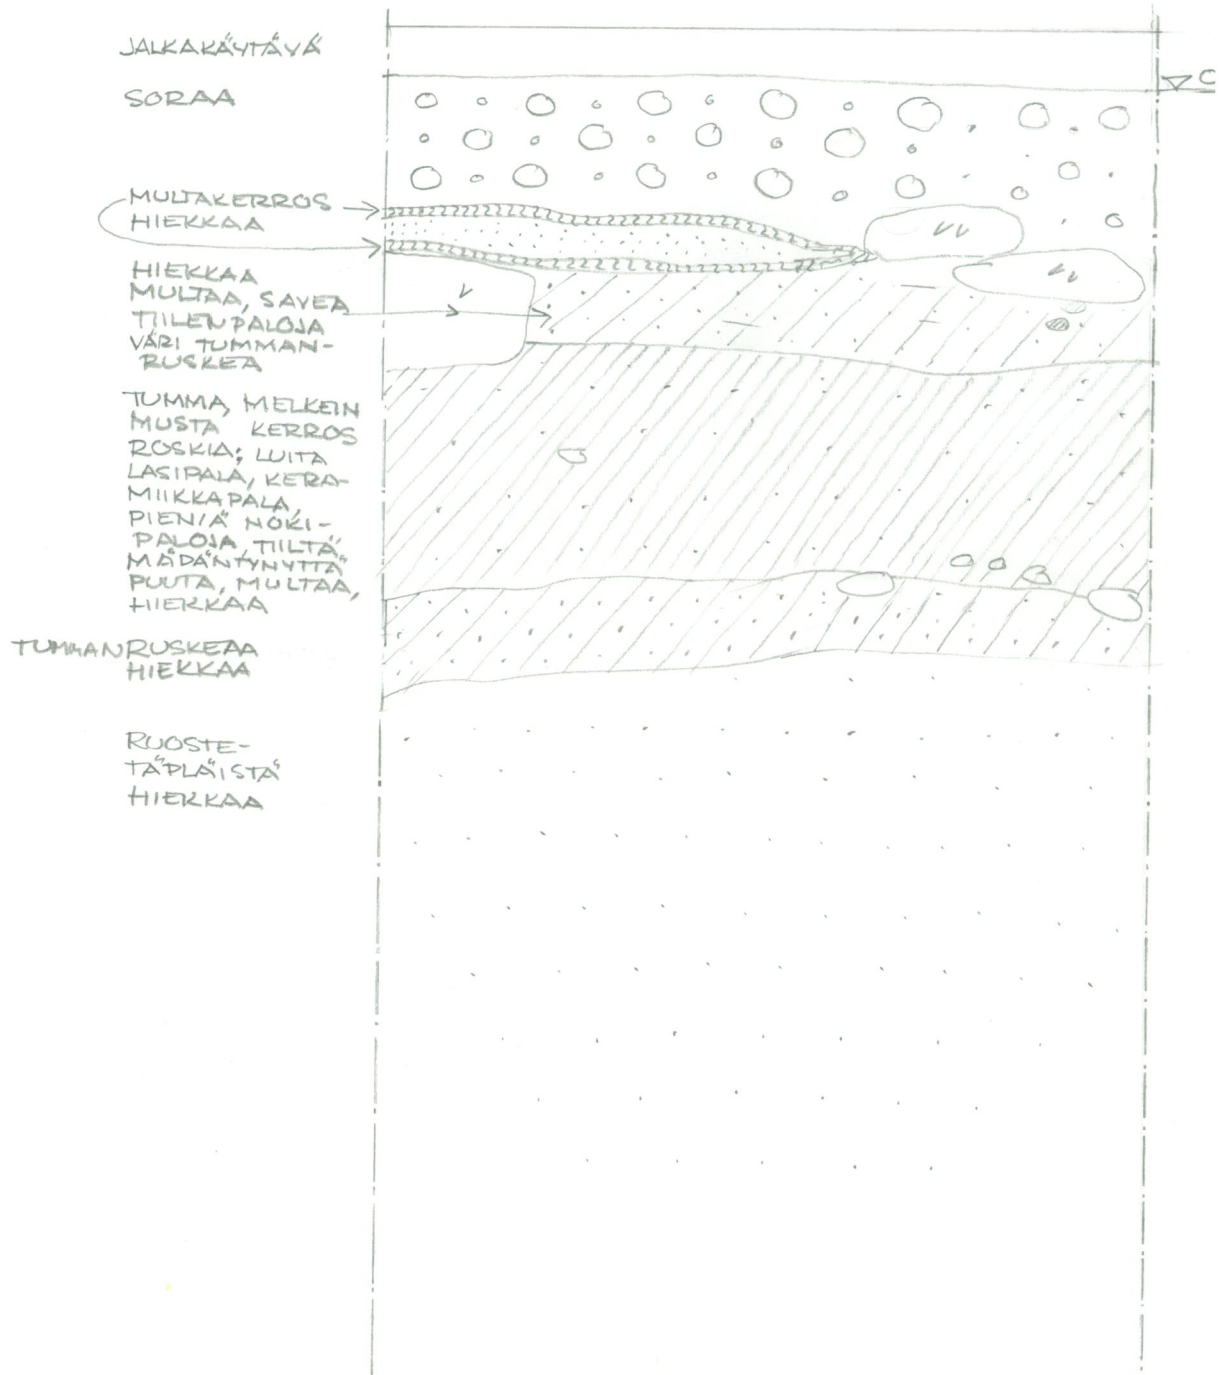 JALKAKÄYTÄVÄ
SORAA
MULTAKERROS
HIEKKAA
HIEKKAA
MULTAA, SAVEA
TIILENPALOJA
VÄRI TUMMAN-
RUSKEA
TUMMA, MELKEIN
MUSTA KERROS
ROSKIA; LUITA
LASIPALA, KERA-
MIIKKAPALA,
PIENIÄ NOKI-
PALOJA, TIILTÄ
MÄDÄNTYNYTTÄ
PUUTA, MULTAA,
HIEKKAA
TUMMANRUSKEAA
HIEKKAA
RUOSTE-
TÄPLÄISTÄ
HIEKKAA